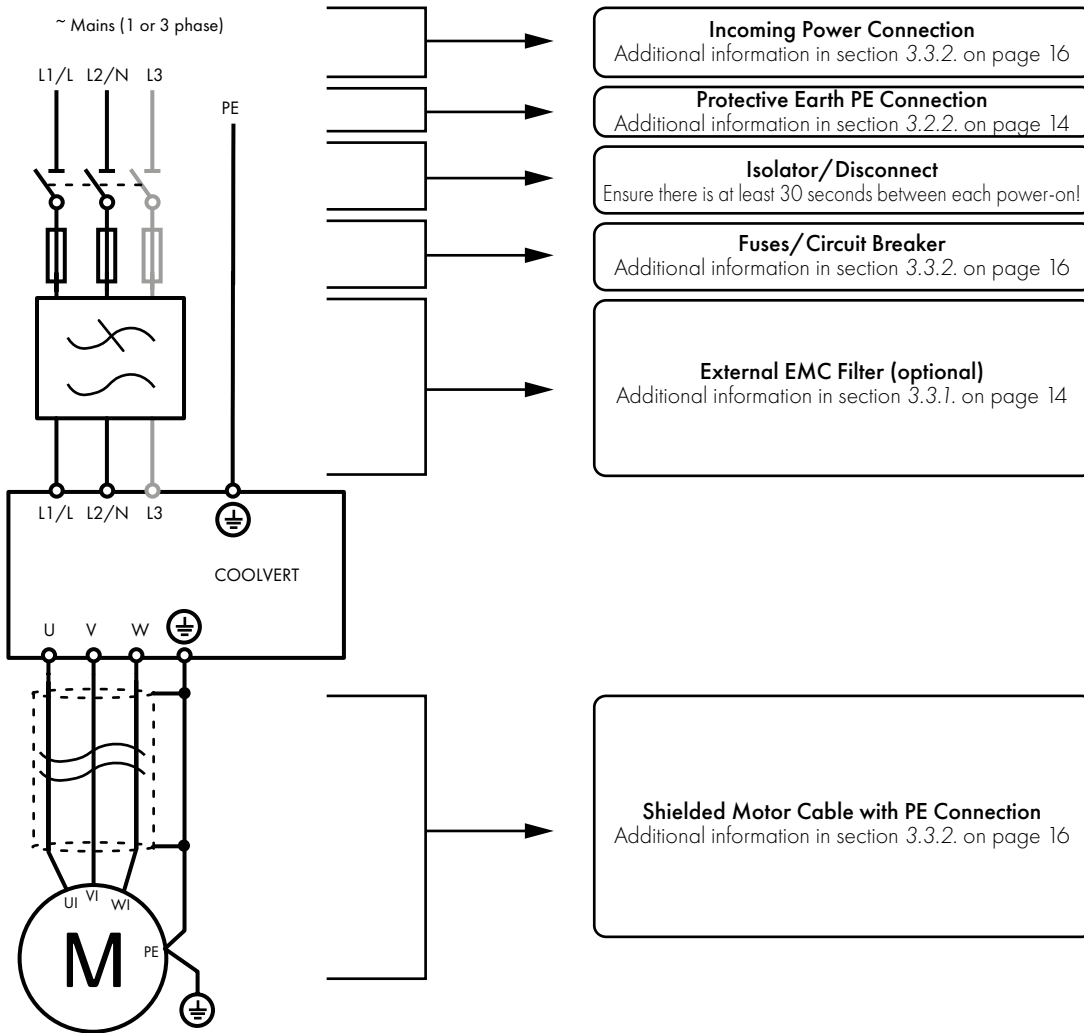 ~ Mains (1 or 3 phase)
L1/L L2/N L3
PE
Incoming Power Connection
Additional information in section 3.3.2. on page 16
Protective Earth PE Connection
Additional information in section 3.2.2. on page 14
Isolator/Disconnect
Ensure there is at least 30 seconds between each power-on!
Fuses/Circuit Breaker
Additional information in section 3.3.2. on page 16
External EMC Filter (optional)
Additional information in section 3.3.1. on page 14
L1/L L2/N L3
COOLVERT
U V W
Shielded Motor Cable with PE Connection
Additional information in section 3.3.2. on page 16
UI VI WI
M
PE